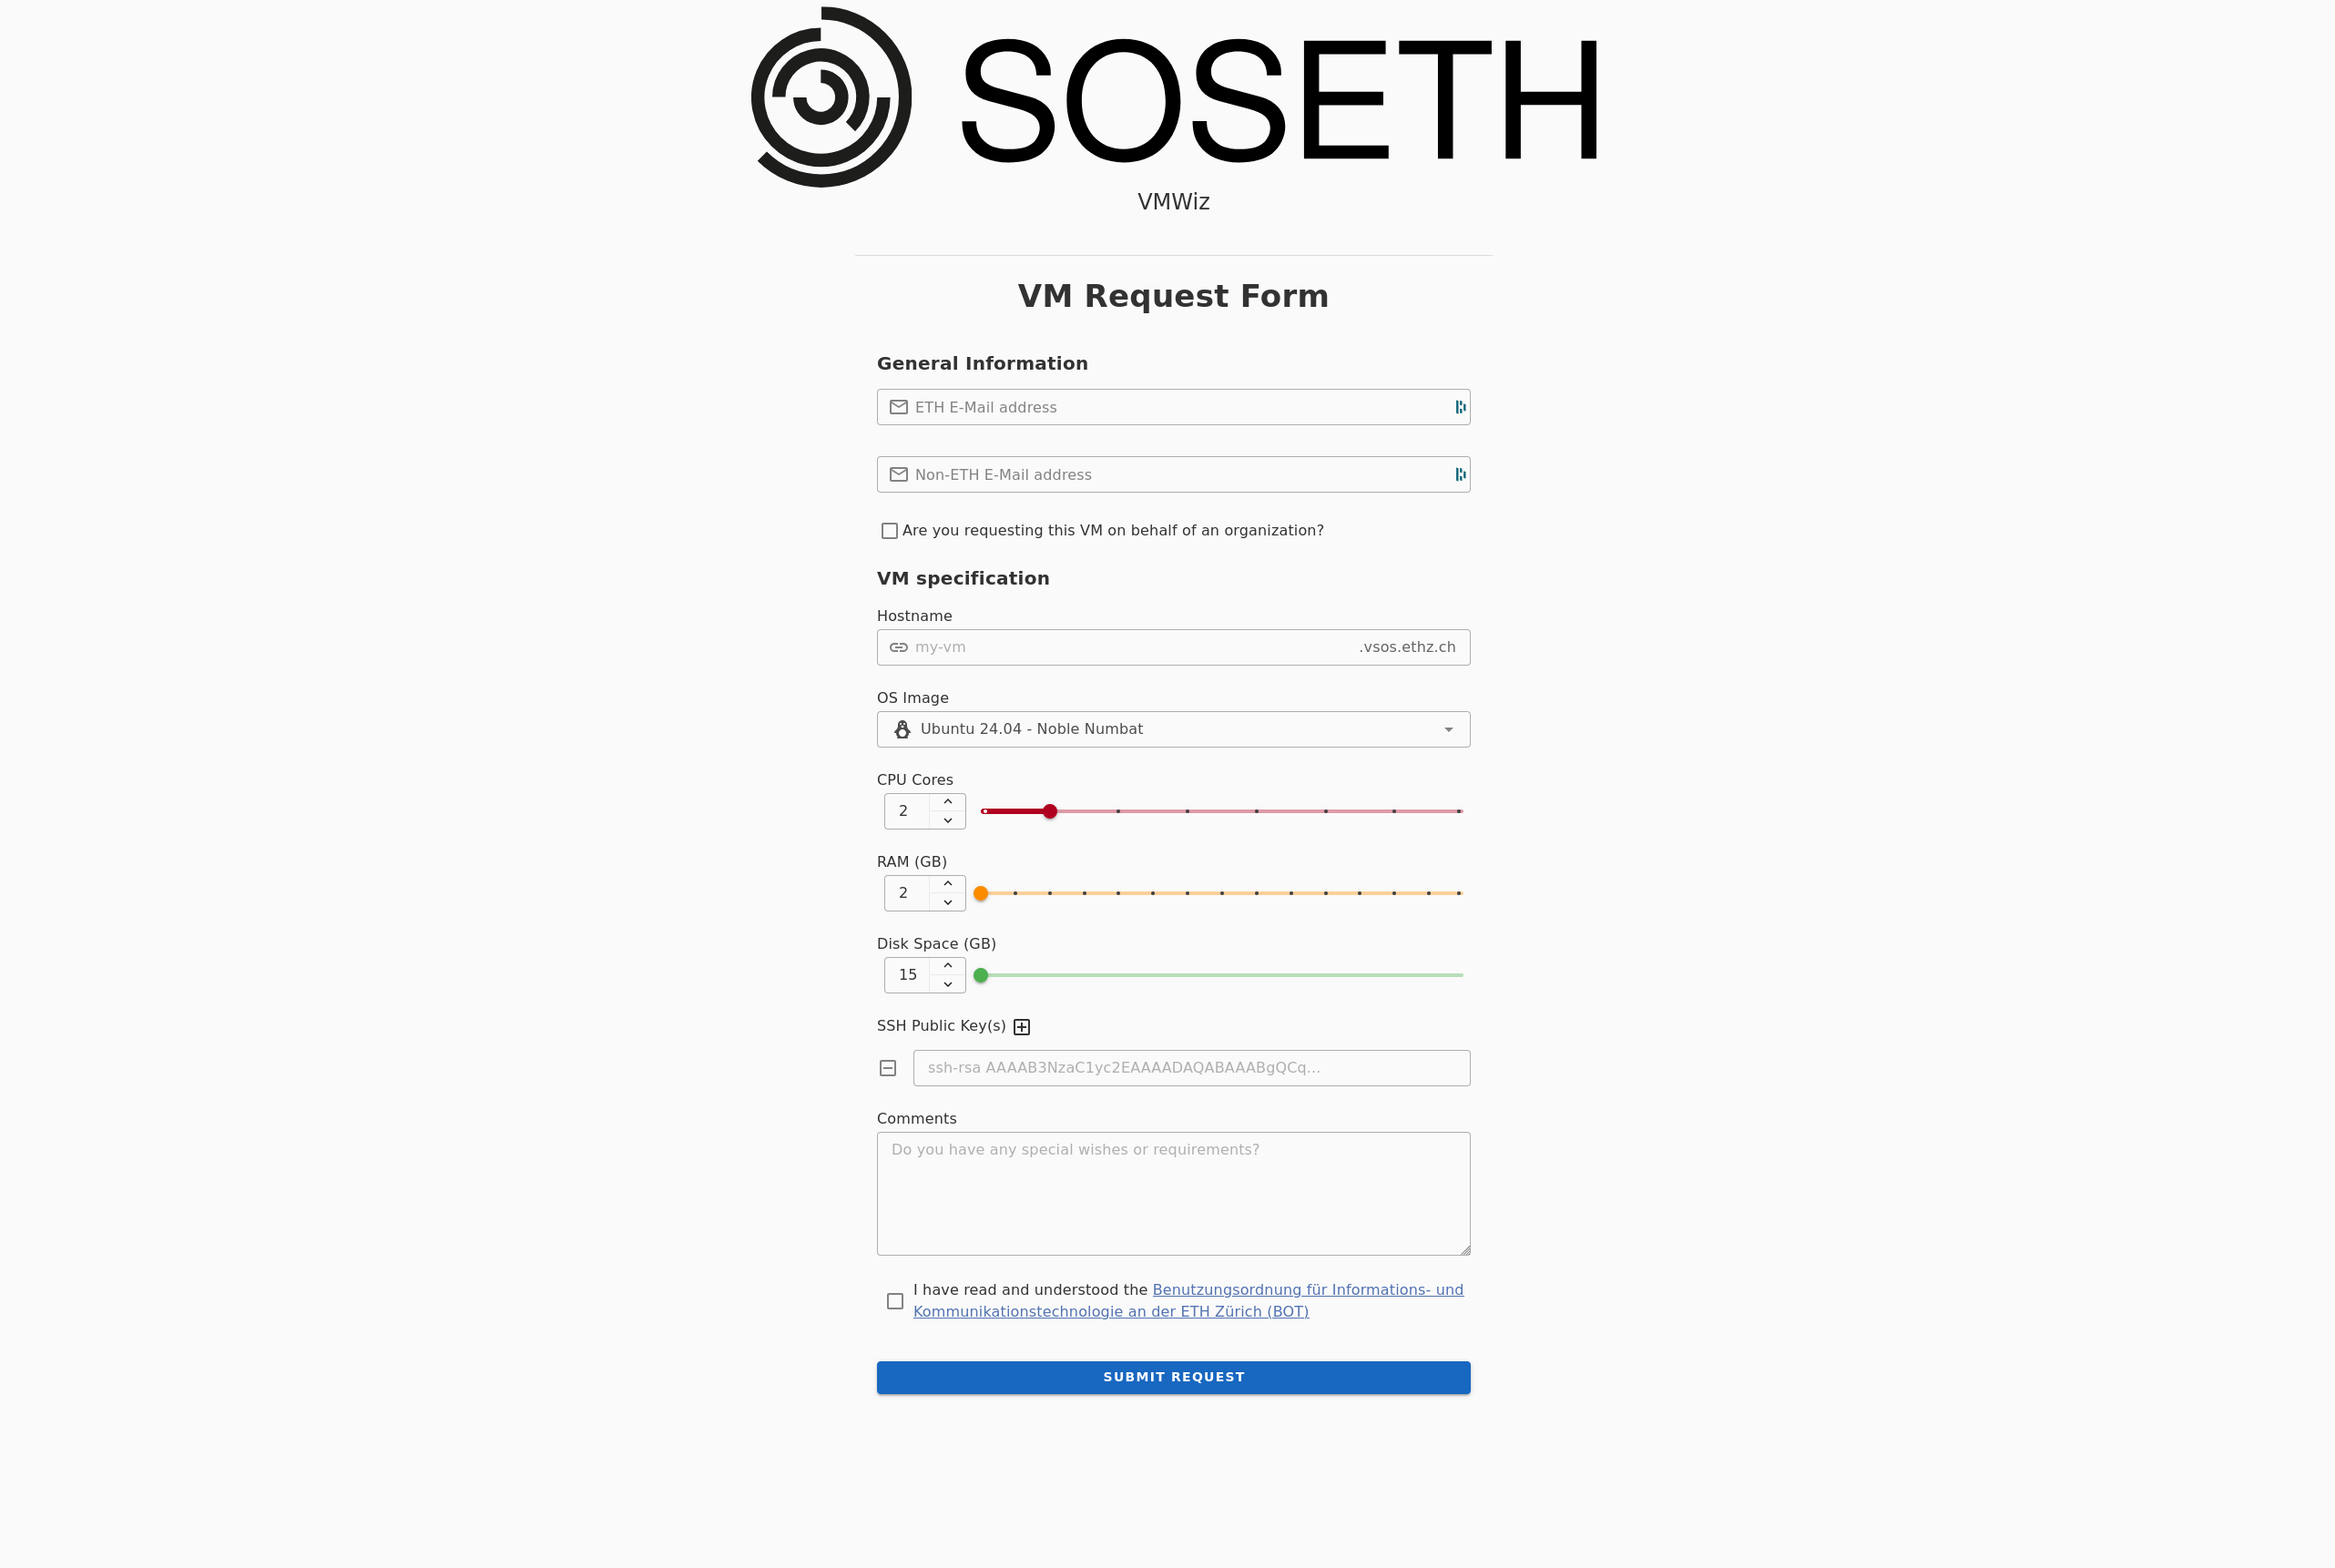 SOSETH
VMWiz
VM Request Form
General Information
ETH E-Mail address
Non-ETH E-Mail address
Are you requesting this VM on behalf of an organization?
VM specification
Hostname
my-vm .vsos.ethz.ch
OS Image
Ubuntu 24.04 - Noble Numbat
CPU Cores
2
RAM (GB)
2
Disk Space (GB)
15
SSH Public Key(s)
ssh-rsa AAAAB3NzaC1yc2EAAAADAQABAAABgQCq...
Comments
Do you have any special wishes or requirements?
I have read and understood the Benutzungsordnung für Informations- und
Kommunikationstechnologie an der ETH Zürich (BOT)
SUBMIT REQUEST